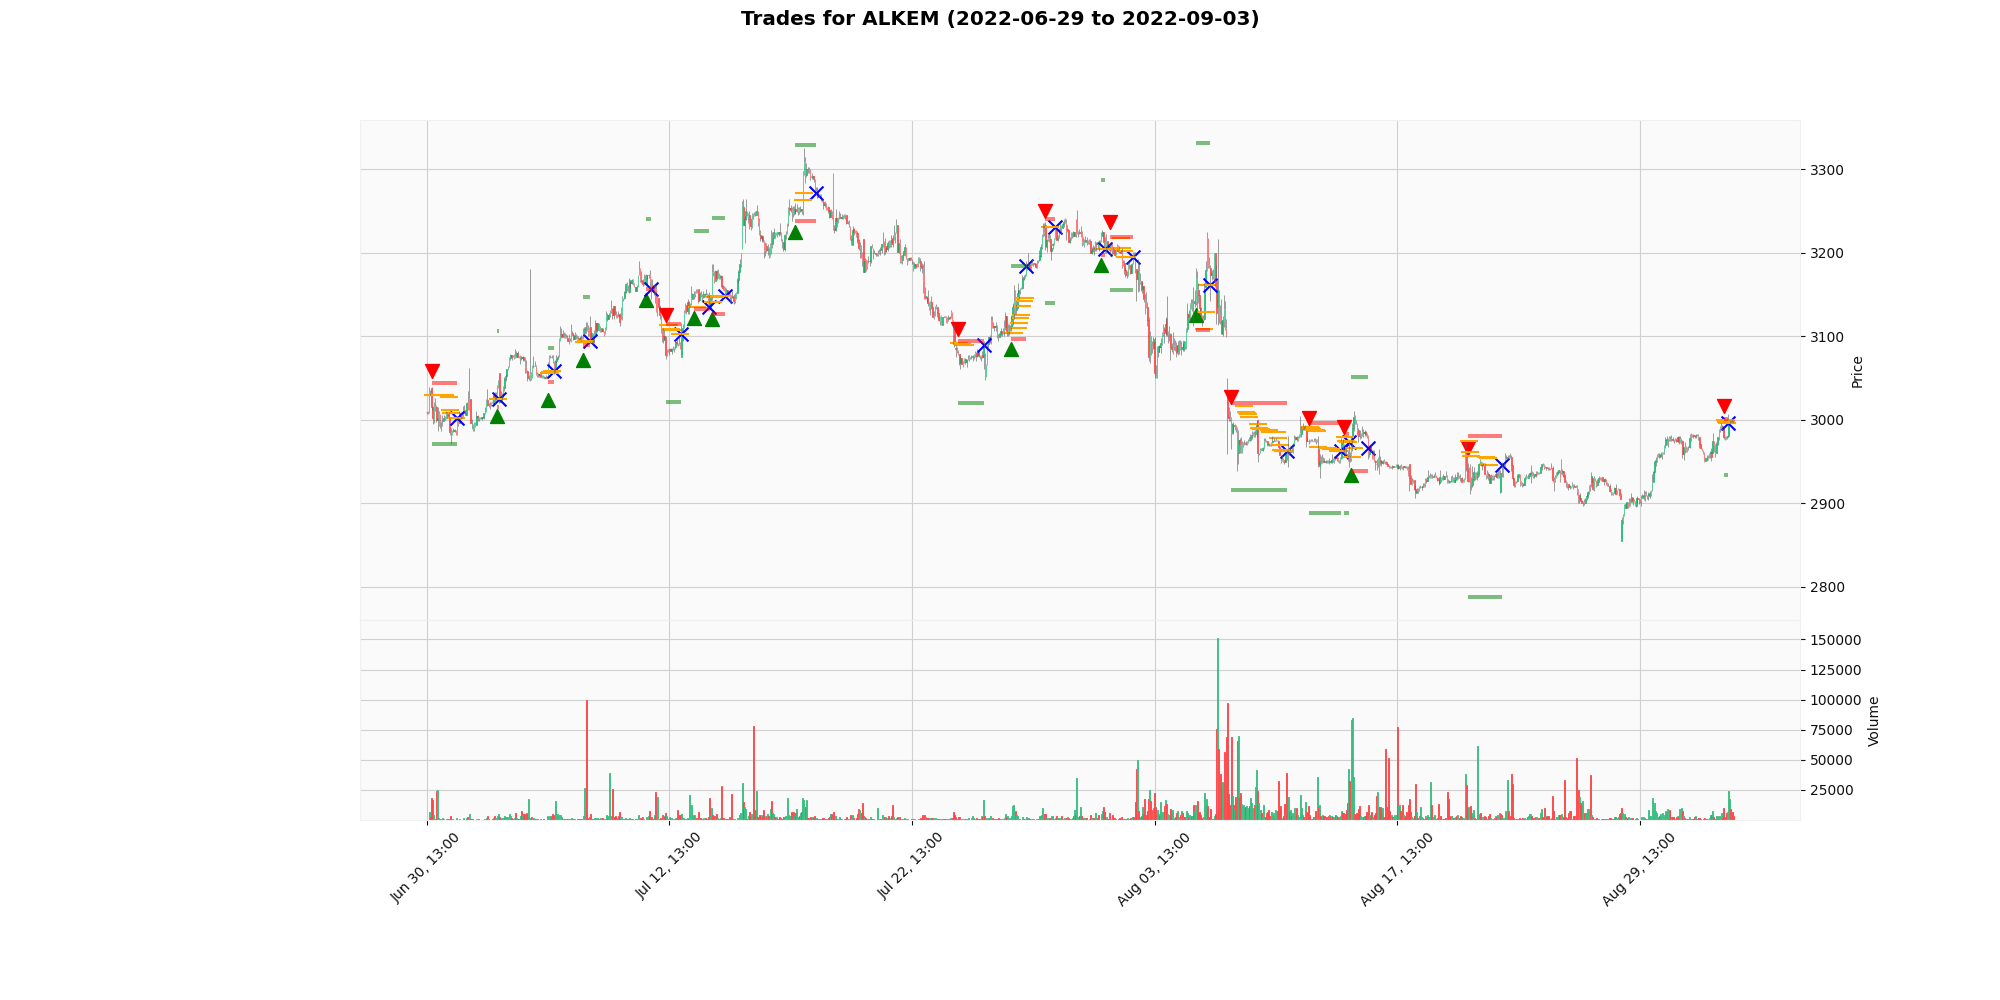 Trades for ALKEM (2022-06-29 to 2022-09-03)
3300
3200
3100
3000
2900
2800
Price
150000
125000
100000
75000
50000
25000
Volume
Jun 30, 13:00
Jul 12, 13:00
Jul 22, 13:00
Aug 03, 13:00
Aug 17, 13:00
Aug 29, 13:00